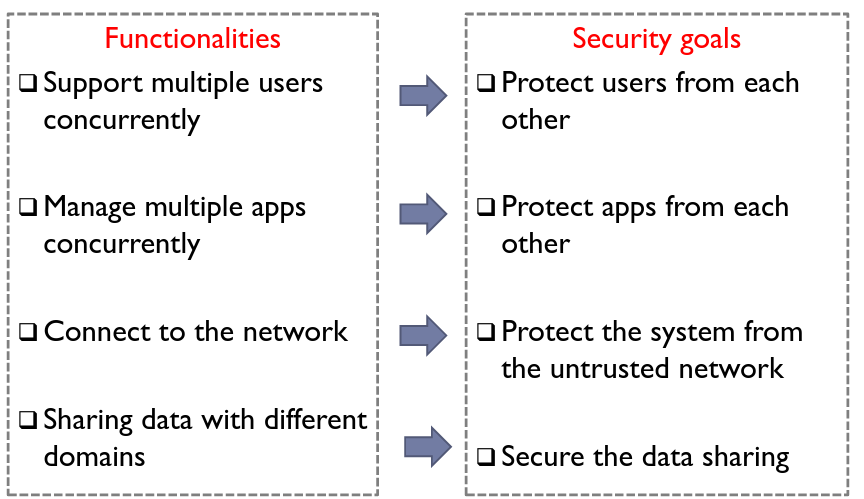 Functionalities
❑ Support multiple users
concurrently
❑ Manage multiple apps
concurrently
❑ Connect to the network
❑ Sharing data with different
domains
Security goals
❑ Protect users from each
other
❑ Protect apps from each
other
❑ Protect the system from
the untrusted network
❑ Secure the data sharing